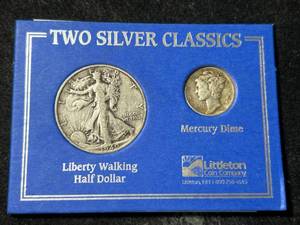 TWO SILVER CLASSICS
Mercury Dime
Liberty Walking
Half Dollar
Littleton
Coin Company